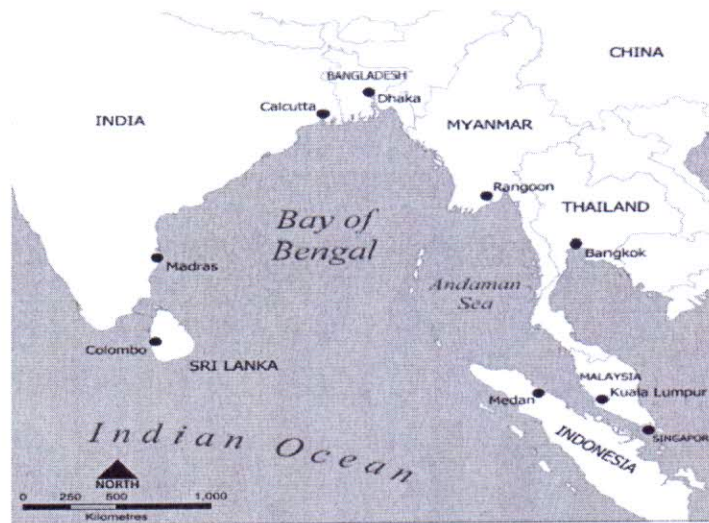 CHINA
BANGLADESH
Dhaka
Calcutta
INDIA
MYANMAR
Rangoon
THAILAND
Bay of
Bengal
Bangkok
Madras
Andaman
Sea
Colombo
SRI LANKA
MALAYSIA
Kuala Lumpur
Medan
SINGAPOR
INDONESIA
Indian Ocean
NORTH
0 250 500 1,000
Kilometres